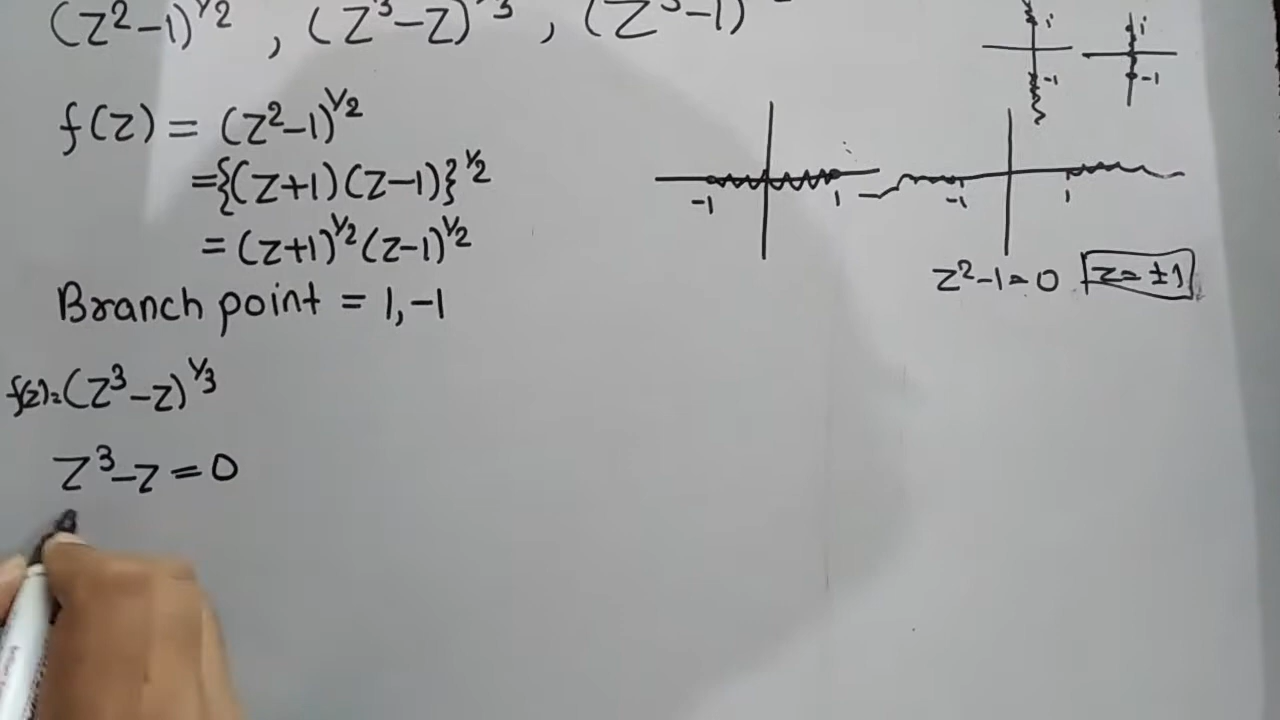 (z²-1)^½ , (z³-z)^⅓ , (z³-1)
f(z) = (z²-1)^½
={(z+1)(z-1)}^½
= (z+1)^½ (z-1)^½
Branch point = 1,-1
f(z)=(z³-z)^⅓
z³-z=0
i
-1
i
-1
-1
1
-1
1
z²-1=0 z=±1